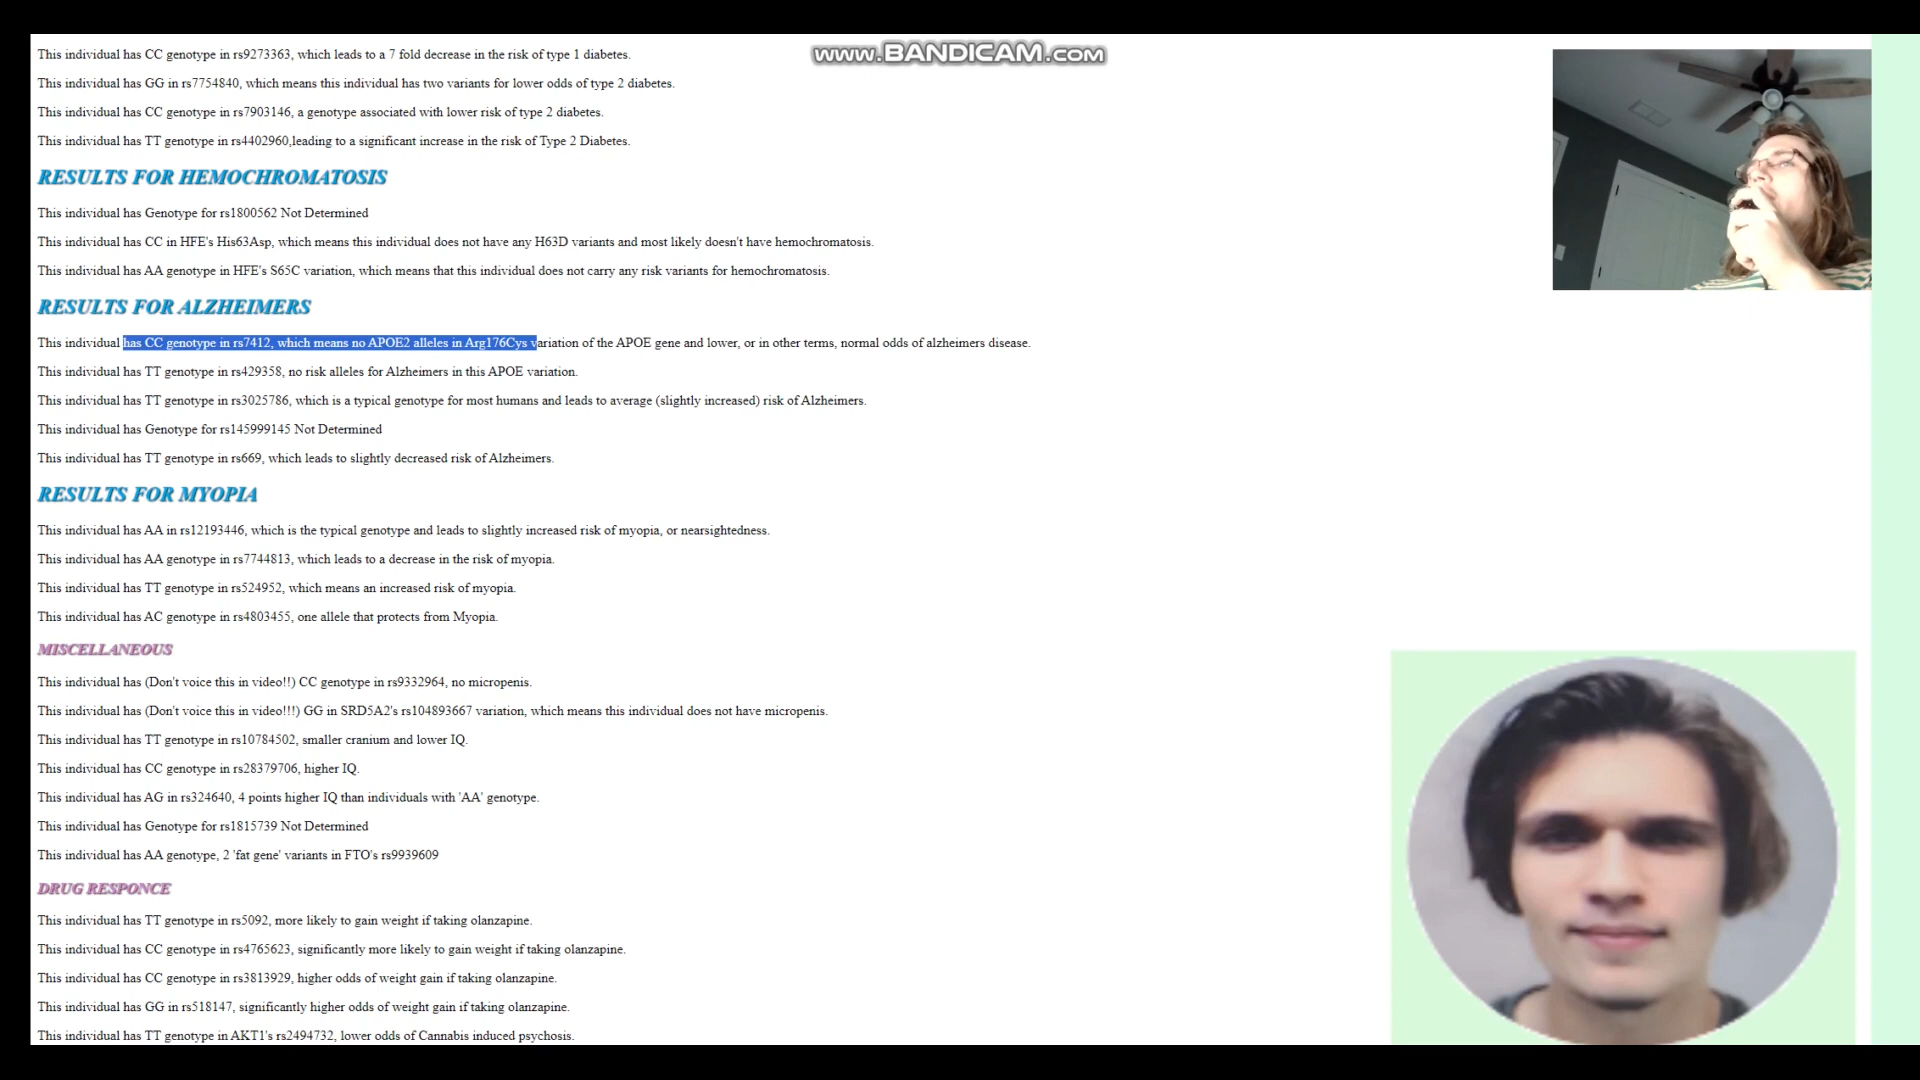 www.BANDICAM.com
This individual has CC genotype in rs9273363, which leads to a 7 fold decrease in the risk of type 1 diabetes.
This individual has GG in rs7754840, which means this individual has two variants for lower odds of type 2 diabetes.
This individual has CC genotype in rs7903146, a genotype associated with lower risk of type 2 diabetes.
This individual has TT genotype in rs4402960,leading to a significant increase in the risk of Type 2 Diabetes.
RESULTS FOR HEMOCHROMATOSIS
This individual has Genotype for rs1800562 Not Determined
This individual has CC in HFE's His63Asp, which means this individual does not have any H63D variants and most likely doesn't have hemochromatosis.
This individual has AA genotype in HFE's S65C variation, which means that this individual does not carry any risk variants for hemochromatosis.
RESULTS FOR ALZHEIMERS
This individual has CC genotype in rs7412, which means no APOE2 alleles in Arg176Cys variation of the APOE gene and lower, or in other terms, normal odds of alzheimers disease.
This individual has TT genotype in rs429358, no risk alleles for Alzheimers in this APOE variation.
This individual has TT genotype in rs3025786, which is a typical genotype for most humans and leads to average (slightly increased) risk of Alzheimers.
This individual has Genotype for rs145999145 Not Determined
This individual has TT genotype in rs669, which leads to slightly decreased risk of Alzheimers.
RESULTS FOR MYOPIA
This individual has AA in rs12193446, which is the typical genotype and leads to slightly increased risk of myopia, or nearsightedness.
This individual has AA genotype in rs7744813, which leads to a decrease in the risk of myopia.
This individual has TT genotype in rs524952, which means an increased risk of myopia.
This individual has AC genotype in rs4803455, one allele that protects from Myopia.
MISCELLANEOUS
This individual has (Don't voice this in video!!) CC genotype in rs9332964, no micropenis.
This individual has (Don't voice this in video!!!) GG in SRD5A2's rs104893667 variation, which means this individual does not have micropenis.
This individual has TT genotype in rs10784502, smaller cranium and lower IQ.
This individual has CC genotype in rs28379706, higher IQ.
This individual has AG in rs324640, 4 points higher IQ than individuals with 'AA' genotype.
This individual has Genotype for rs1815739 Not Determined
This individual has AA genotype, 2 'fat gene' variants in FTO's rs9939609
DRUG RESPONCE
This individual has TT genotype in rs5092, more likely to gain weight if taking olanzapine.
This individual has CC genotype in rs4765623, significantly more likely to gain weight if taking olanzapine.
This individual has CC genotype in rs3813929, higher odds of weight gain if taking olanzapine.
This individual has GG in rs518147, significantly higher odds of weight gain if taking olanzapine.
This individual has TT genotype in AKT1's rs2494732, lower odds of Cannabis induced psychosis.